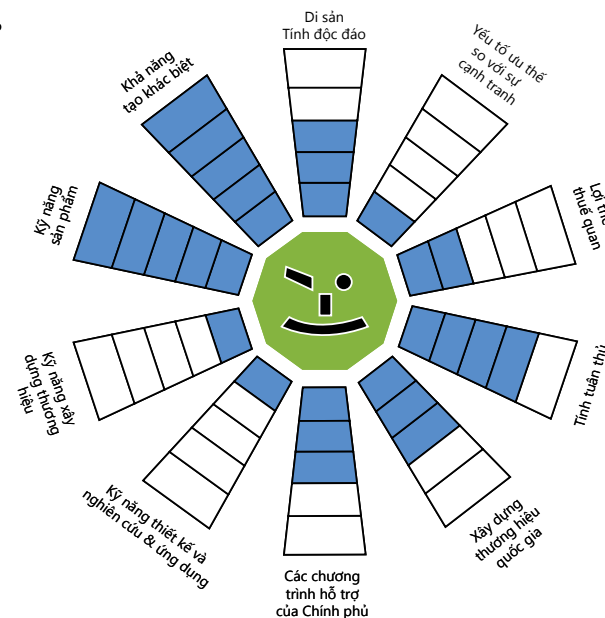 Di sản
Tính độc đáo
Yếu tố ưu thế
so với sự
cạnh tranh
Lợi thế
thuế quan
Tính tuân thủ
Xây dựng
thương hiệu
quốc gia
Các chương
trình hỗ trợ
của Chính phủ
Kỹ năng thiết kế và
nghiên cứu & ứng dụng
Kỹ năng xây
dựng thương
hiệu
Kỹ năng
sản phẩm
Khả năng
tạo khác biệt